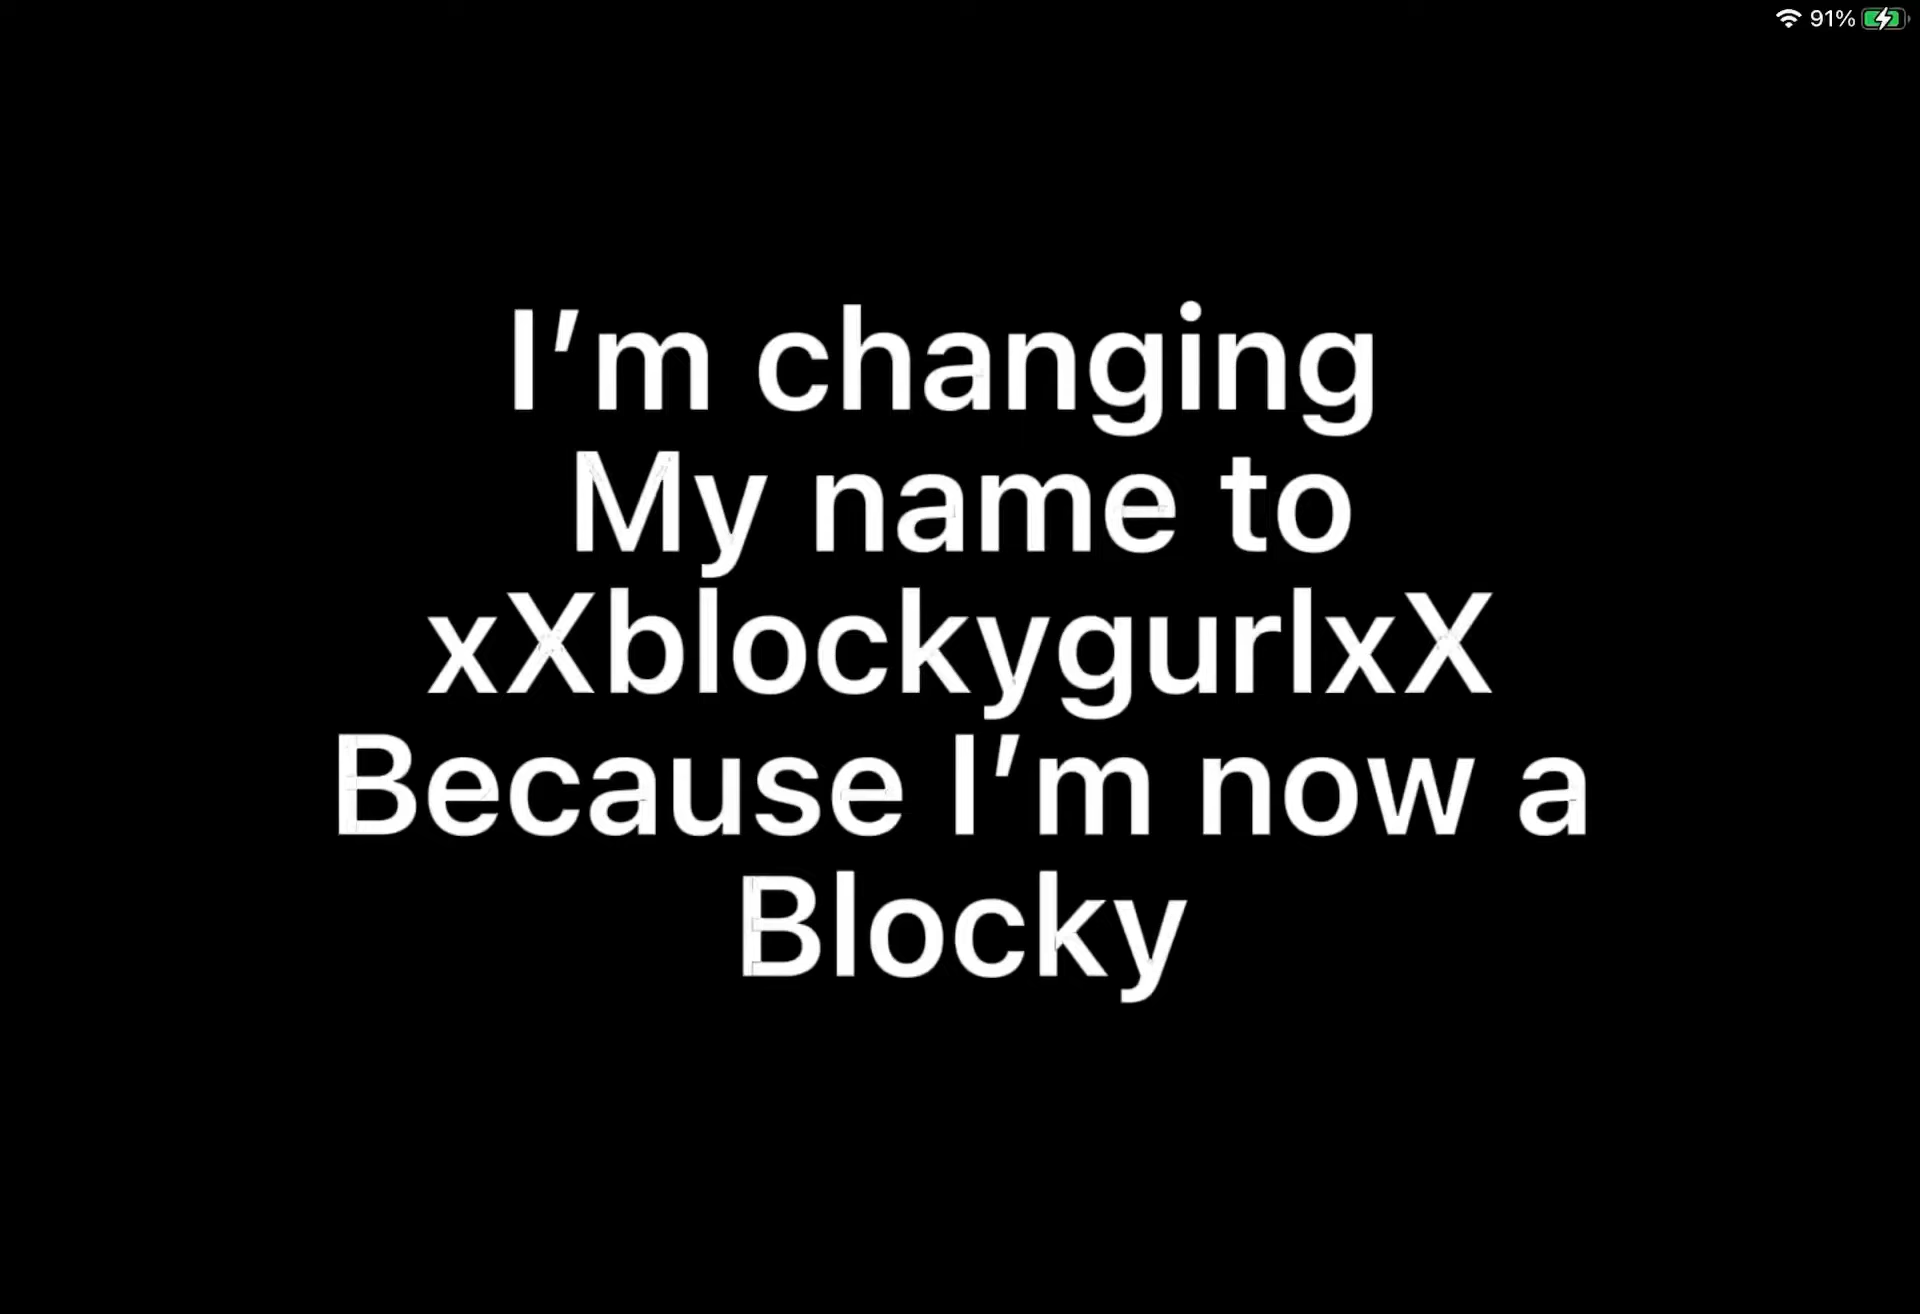 91%
I’m changing
My name to
xXblockygurlxX
Because I’m now a
Blocky